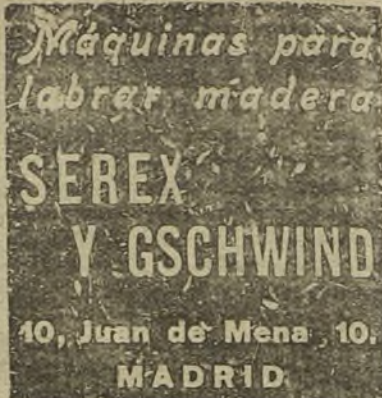 Máquinas para
labrar madera
SEREX
Y GSCHWIND
10, Juan de Mena, 10.
MADRID